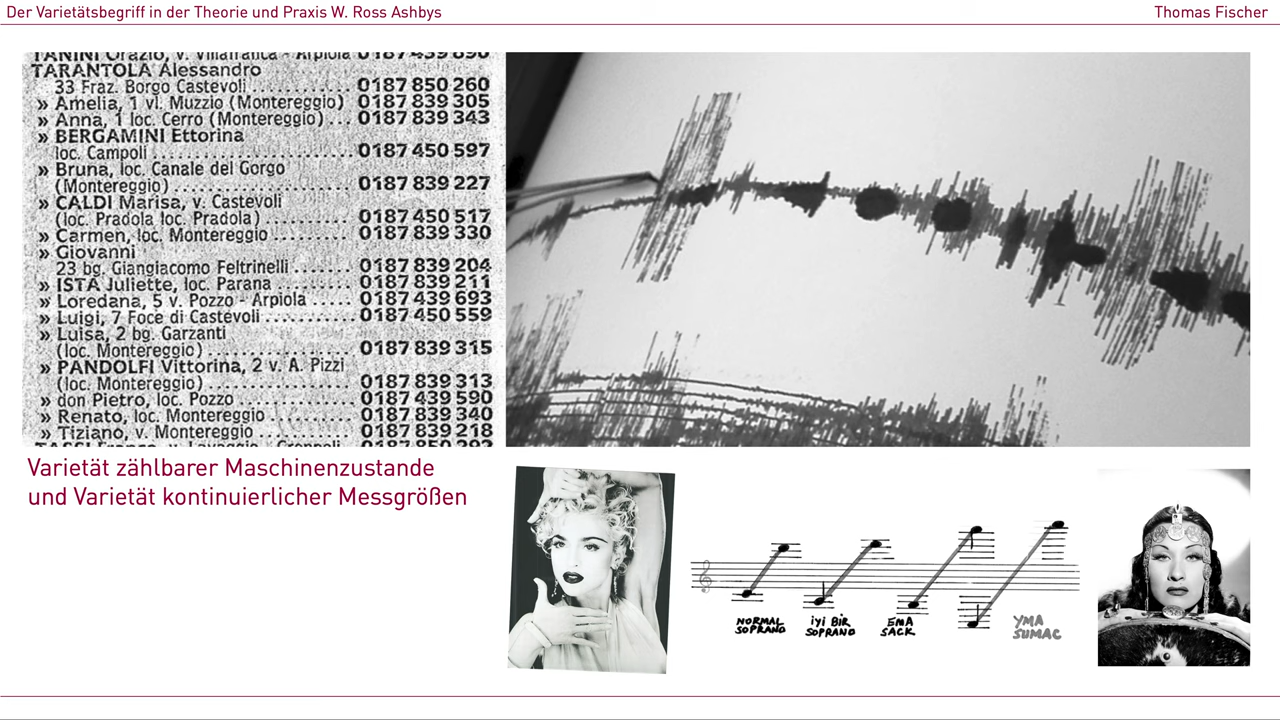 Der Varietätsbegriff in der Theorie und Praxis W. Ross Ashbys
Thomas Fischer
TANINI Orazio, v. Villafranca - Arpiola 0187 439 890
TARANTOLA Alessandro
33 Fraz. Borgo Castevoli ............ 0187 850 260
» Amelia, 1 vl. Muzzio (Montereggio) 0187 839 305
» Anna, 1 loc. Cerro (Montereggio) ... 0187 839 343
» BERGAMINI Ettorina
loc. Campoli ........................ 0187 450 597
» Bruna, loc. Canale del Gorgo
(Montereggio) ....................... 0187 839 227
» CALDI Marisa, v. Castevoli
(loc. Pradola loc. Pradola) .......... 0187 450 517
» Carmen, loc. Montereggio .......... 0187 839 330
» Giovanni
23 bg. Giangiacomo Feltrinelli ....... 0187 839 204
» ISTA Juliette, loc. Parana .......... 0187 839 211
» Loredana, 5 v. Pozzo - Arpiola ..... 0187 439 693
» Luigi, 7 Foce di Castevoli ........... 0187 450 559
» Luisa, 2 bg. Garzanti
(loc. Montereggio) .................. 0187 839 315
» PANDOLFI Vittorina, 2 v. A. Pizzi
(loc. Montereggio) .................. 0187 839 313
» don Pietro, loc. Pozzo .............. 0187 439 590
» Renato, loc. Montereggio .......... 0187 839 340
» Tiziano, v. Montereggio ............ 0187 839 218
Varietät zählbarer Maschinenzustande
und Varietät kontinuierlicher Messgrößen
NORMAL
SOPRANO
iyi BiR
SOPRANO
EMA
SACK
YMA
SUMAC